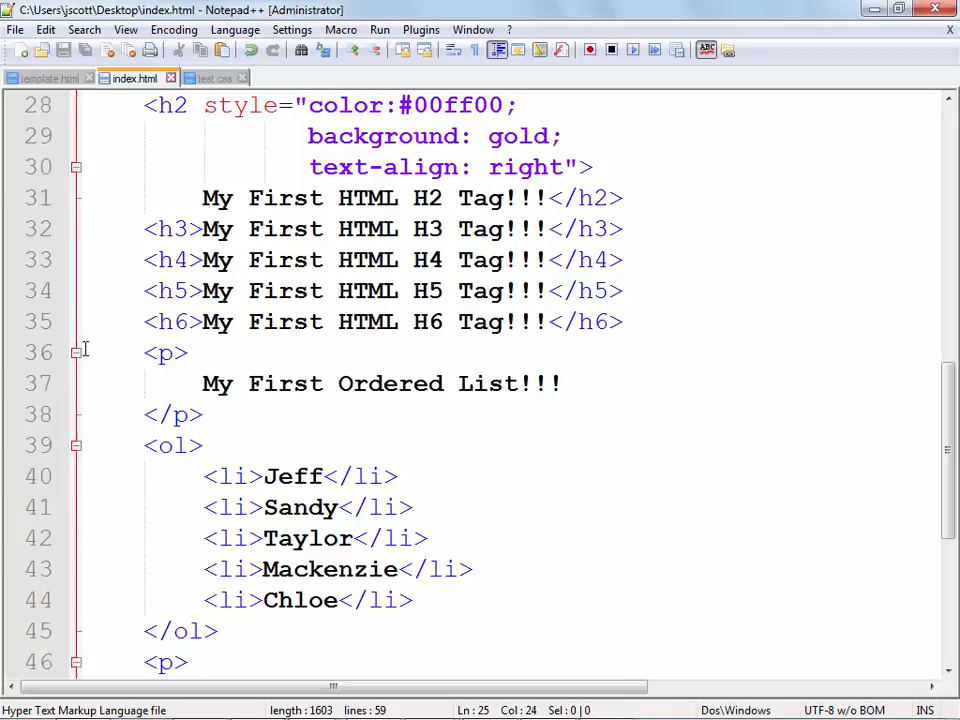 C:\Users\jscott\Desktop\index.html - Notepad++ [Administrator]
File Edit Search View Encoding Language Settings Macro Run Plugins Window ? X
template.html index.html test.css
28 <h2 style="color:#00ff00;
29 background: gold;
30 text-align: right">
31 My First HTML H2 Tag!!!</h2>
32 <h3>My First HTML H3 Tag!!!</h3>
33 <h4>My First HTML H4 Tag!!!</h4>
34 <h5>My First HTML H5 Tag!!!</h5>
35 <h6>My First HTML H6 Tag!!!</h6>
36 <p>
37 My First Ordered List!!!
38 </p>
39 <ol>
40 <li>Jeff</li>
41 <li>Sandy</li>
42 <li>Taylor</li>
43 <li>Mackenzie</li>
44 <li>Chloe</li>
45 </ol>
46 <p>
Hyper Text Markup Language file length : 1603 lines : 59 Ln : 25 Col : 24 Sel : 0 | 0 Dos\Windows UTF-8 w/o BOM INS